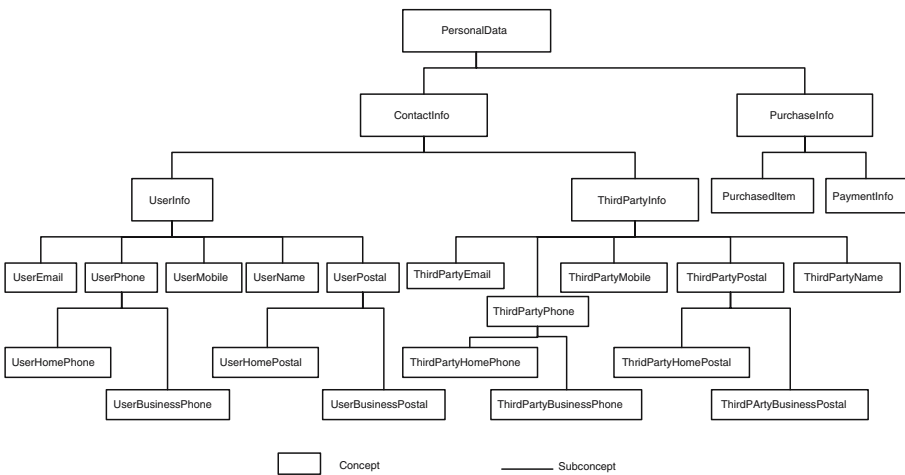 PersonalData
ContactInfo
PurchaseInfo
UserInfo
ThirdPartyInfo
PurchasedItem
PaymentInfo
UserEmail
UserPhone
UserMobile
UserName
UserPostal
ThirdPartyEmail
ThirdPartyMobile
ThirdPartyPostal
ThirdPartyName
ThirdPartyPhone
UserHomePhone
UserHomePostal
ThirdPartyHomePhone
ThridPartyHomePostal
UserBusinessPhone
UserBusinessPostal
ThirdPartyBusinessPhone
ThirdPArtyBusinessPostal
Concept
Subconcept